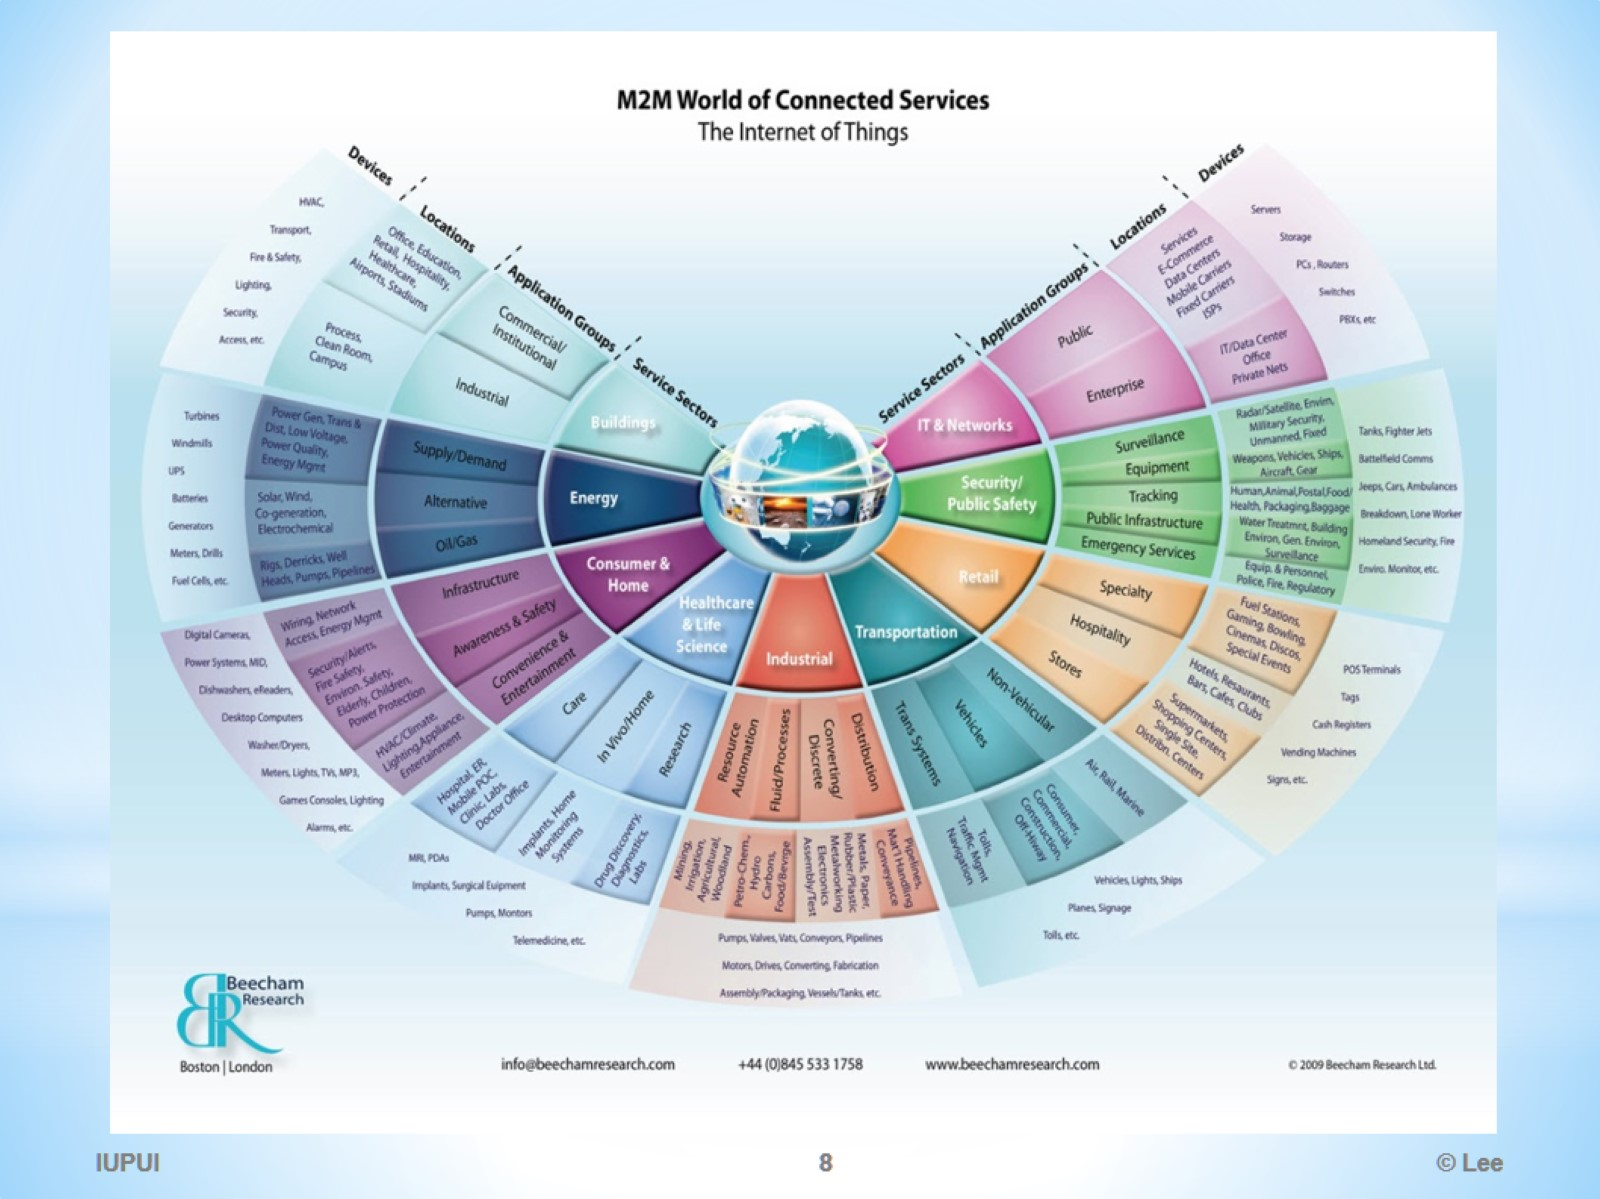 M2M World of Connected Services
The Internet of Things
Devices
Locations
Application Groups
Service Sectors
Devices
Locations
Application Groups
Service Sectors
HVAC,
Transport,
Fire & Safety,
Lighting,
Security,
Access, etc.
Office, Education,
Retail, Hospitality,
Healthcare,
Airports, Stadiums
Process,
Clean Room,
Campus
Commercial/
Institutional
Industrial
Buildings
Turbines
Windmills
UPS
Batteries
Generators
Meters, Drills
Fuel Cells, etc.
Power Gen, Trans &
Dist, Low Voltage,
Power Quality,
Energy Mgmt
Solar, Wind,
Co-generation,
Electrochemical
Rigs, Derricks, Well
Heads, Pumps, Pipelines
Supply/Demand
Alternative
Oil/Gas
Energy
Digital Cameras,
Power Systems, MID,
Dishwashers, eReaders,
Desktop Computers
Washer/Dryers,
Meters, Lights, TVs, MP3,
Games Consoles, Lighting
Alarms, etc.
Wiring, Network
Access, Energy Mgmt
Security/Alerts,
Fire Safety,
Environ. Safety,
Elderly, Children,
Power Protection
HVAC/Climate,
Lighting,Appliance,
Entertainment
Infrastructure
Awareness & Safety
Convenience &
Entertainment
Consumer &
Home
MRI, PDAs
Implants, Surgical Euipment
Pumps, Montors
Telemedicine, etc.
Hospital, ER,
Mobile POC,
Clinic, Labs,
Doctor Office
Implants, Home
Monitoring
Systems
Drug Discovery,
Diagnostics,
Labs
Care
In Vivo/Home
Research
Healthcare
& Life
Science
Industrial
Resource
Automation
Fluid/Processes
Converting/
Discrete
Distribution
Mining,
Irrigation,
Agricultural,
Woodland
Petro-Chem,
Hydro
Carbons,
Food/Bevrge
Metals, Paper,
Rubber/Plastic
Metalworking
Electronics
Assembly/Test
Pipelines,
Mat'l Handling
Conveyance
Pumps, Valves, Vats, Conveyors, Pipelines
Motors, Drives, Converting, Fabrication
Assembly/Packaging, Vessels/Tanks, etc.
Transportation
Trans Systems
Vehicles
Non-Vehicular
Tolls,
Traffic Mgmt
Navigation
Consumer,
Commercial,
Construction,
Off-Hiway
Air, Rail, Marine
Vehicles, Lights, Ships
Planes, Signage
Tolls, etc.
Retail
Specialty
Hospitality
Stores
Fuel Stations,
Gaming, Bowling,
Cinemas, Discos,
Special Events
Hotels, Resaurants,
Bars, Cafes, Clubs
Supermarkets,
Shopping Centers,
Single Site,
Distribn. Centers
POS Terminals
Tags
Cash Registers
Vending Machines
Signs, etc.
Security/
Public Safety
Surveillance
Equipment
Tracking
Public Infrastructure
Emergency Services
Radar/Satellite, Envirn,
Military Security,
Unmanned, Fixed
Weapons, Vehicles, Ships,
Aircraft, Gear
Human,Animal,Postal,Food/
Health, Packaging,Baggage
Water Treatmnt, Building
Environ, Gen. Environ,
Surveillance
Equip. & Personnel,
Police, Fire, Regulatory
Tanks, Fighter Jets
Battelfield Comms
Jeeps, Cars, Ambulances
Breakdown, Lone Worker
Homeland Security, Fire
Enviro. Monitor, etc.
IT & Networks
Public
Enterprise
Services
E-Commerce
Data Centers
Mobile Carriers
Fixed Carriers
ISPs
IT/Data Center
Office
Private Nets
Servers
Storage
PCs , Routers
Switches
PBXs, etc
Beecham
Research
BR
Boston | London
info@beechamresearch.com
+44 (0)845 533 1758
www.beechamresearch.com
© 2009 Beecham Research Ltd.
IUPUI
8
© Lee